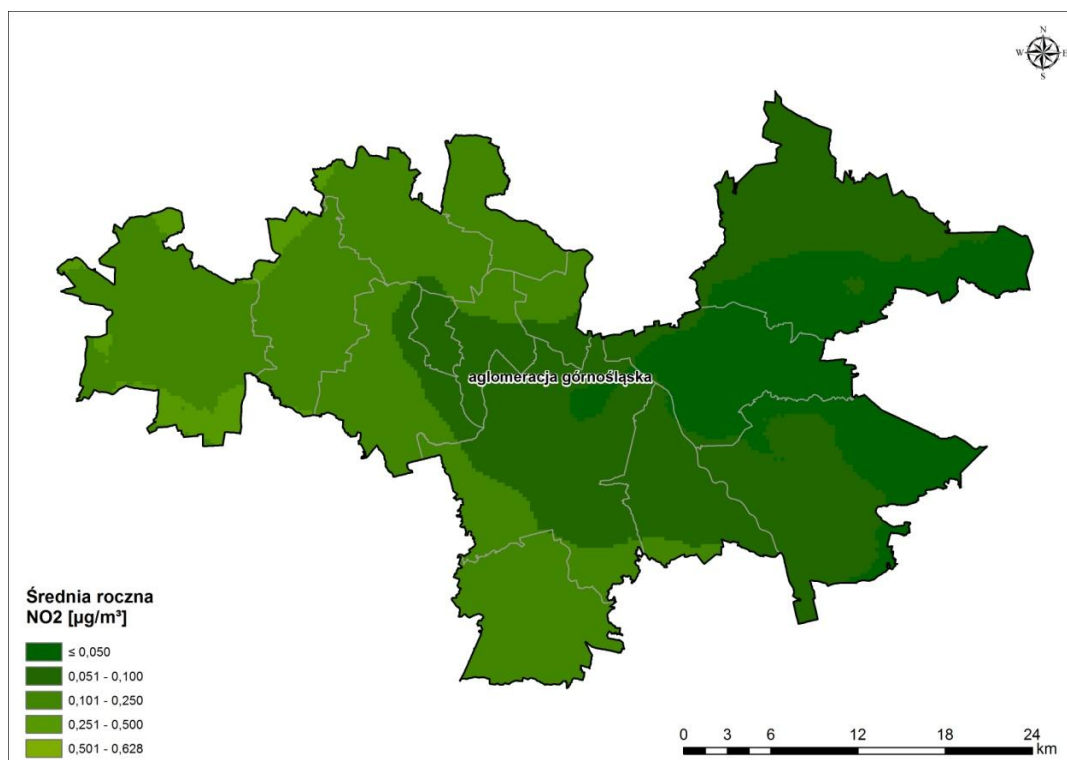 N
W E
S
aglomeracja górnośląska
Średnia roczna
NO2 [µg/m³]
≤ 0,050
0,051 - 0,100
0,101 - 0,250
0,251 - 0,500
0,501 - 0,628
0 3 6 12 18 24
km